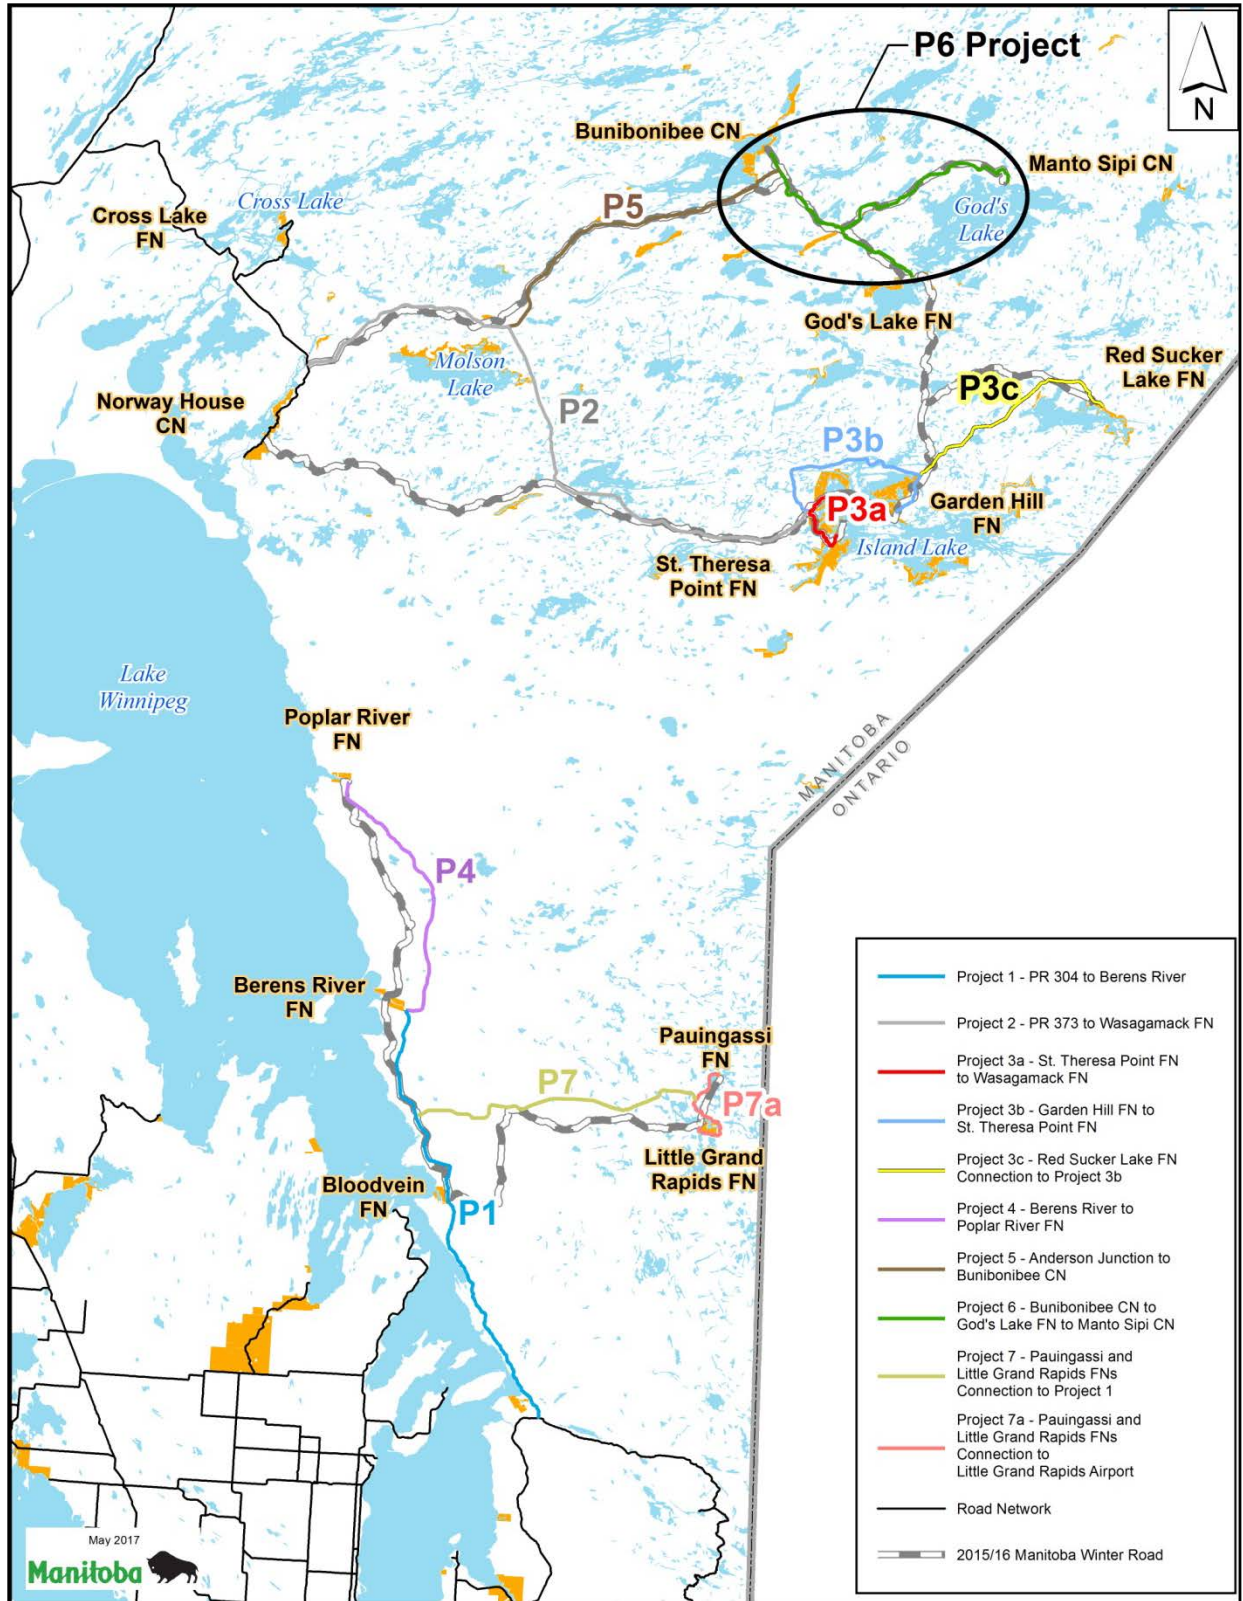 P6 Project
N
Bunibonibee CN
Manto Sipi CN
Cross Lake
FN
Cross Lake
P5
God's
Lake
God's Lake FN
Molson
Lake
Red Sucker
Lake FN
P3c
Norway House
CN
P2
P3b
P3a
Garden Hill
FN
Island Lake
St. Theresa
Point FN
Lake
Winnipeg
Poplar River
FN
MANITOBA
ONTARIO
P4
Berens River
FN
Pauingassi
FN
P7
P7a
Little Grand
Rapids FN
Bloodvein
FN
P1
Project 1 - PR 304 to Berens River
Project 2 - PR 373 to Wasagamack FN
Project 3a - St. Theresa Point FN
to Wasagamack FN
Project 3b - Garden Hill FN to
St. Theresa Point FN
Project 3c - Red Sucker Lake FN
Connection to Project 3b
Project 4 - Berens River to
Poplar River FN
Project 5 - Anderson Junction to
Bunibonibee CN
Project 6 - Bunibonibee CN to
God's Lake FN to Manto Sipi CN
Project 7 - Pauingassi and
Little Grand Rapids FNs
Connection to Project 1
Project 7a - Pauingassi and
Little Grand Rapids FNs
Connection to
Little Grand Rapids Airport
Road Network
2015/16 Manitoba Winter Road
May 2017
Manitoba